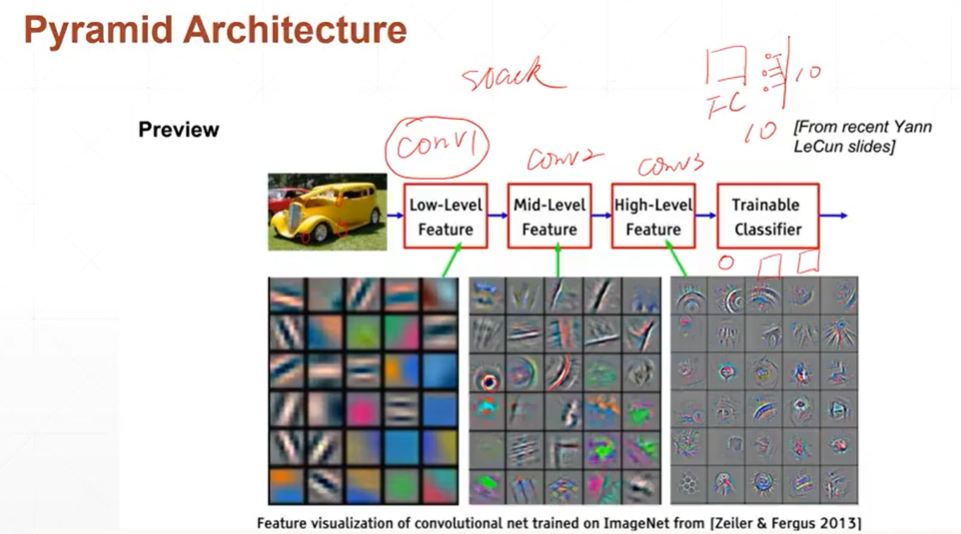 Pyramid Architecture
stack
10
FC
10
Preview
[From recent Yann
LeCun slides]
conv1
conv2
conv3
Low-Level
Feature
Mid-Level
Feature
High-Level
Feature
Trainable
Classifier
Feature visualization of convolutional net trained on ImageNet from [Zeiler & Fergus 2013]